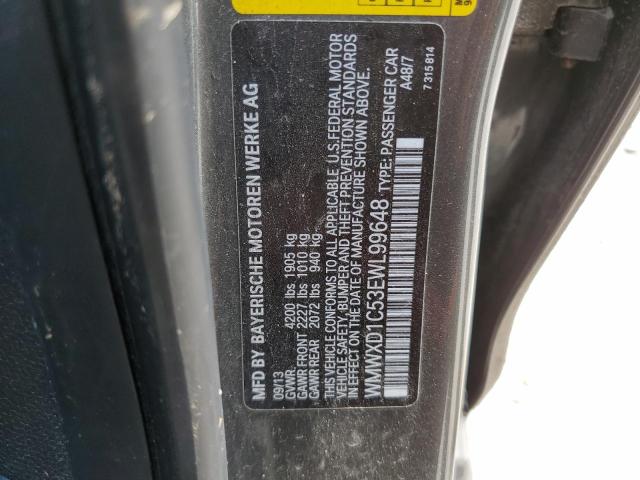 MFD BY BAYERISCHE MOTOREN WERKE AG
09/13
GVWR 4200 lbs 1905 kg
GAWR FRONT 2227 lbs 1010 kg
GAWR REAR 2072 lbs 940 kg
THIS VEHICLE CONFORMS TO ALL APPLICABLE U.S. FEDERAL MOTOR
VEHICLE SAFETY, BUMPER AND THEFT PREVENTION STANDARDS
IN EFFECT ON THE DATE OF MANUFACTURE SHOWN ABOVE.
WMWXD1C53EWL99648 TYPE: PASSENGER CAR
A48/7
7 315 814